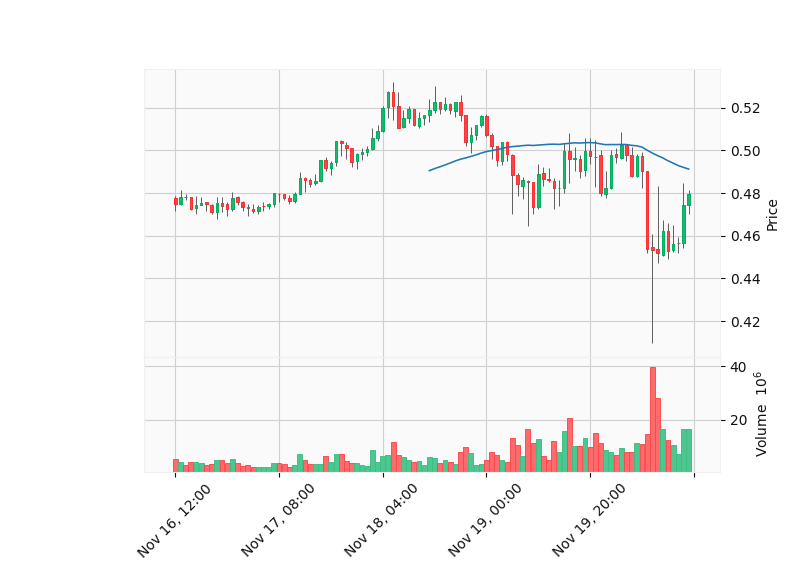 0.52
0.50
0.48
0.46
0.44
0.42
Price
40
20
Volume 10^6
Nov 16, 12:00
Nov 17, 08:00
Nov 18, 04:00
Nov 19, 00:00
Nov 19, 20:00